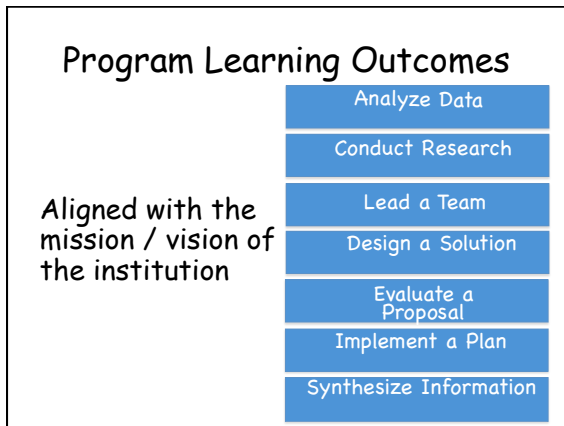 Program Learning Outcomes
Aligned with the
mission / vision of
the institution
Analyze Data
Conduct Research
Lead a Team
Design a Solution
Evaluate a
Proposal
Implement a Plan
Synthesize Information